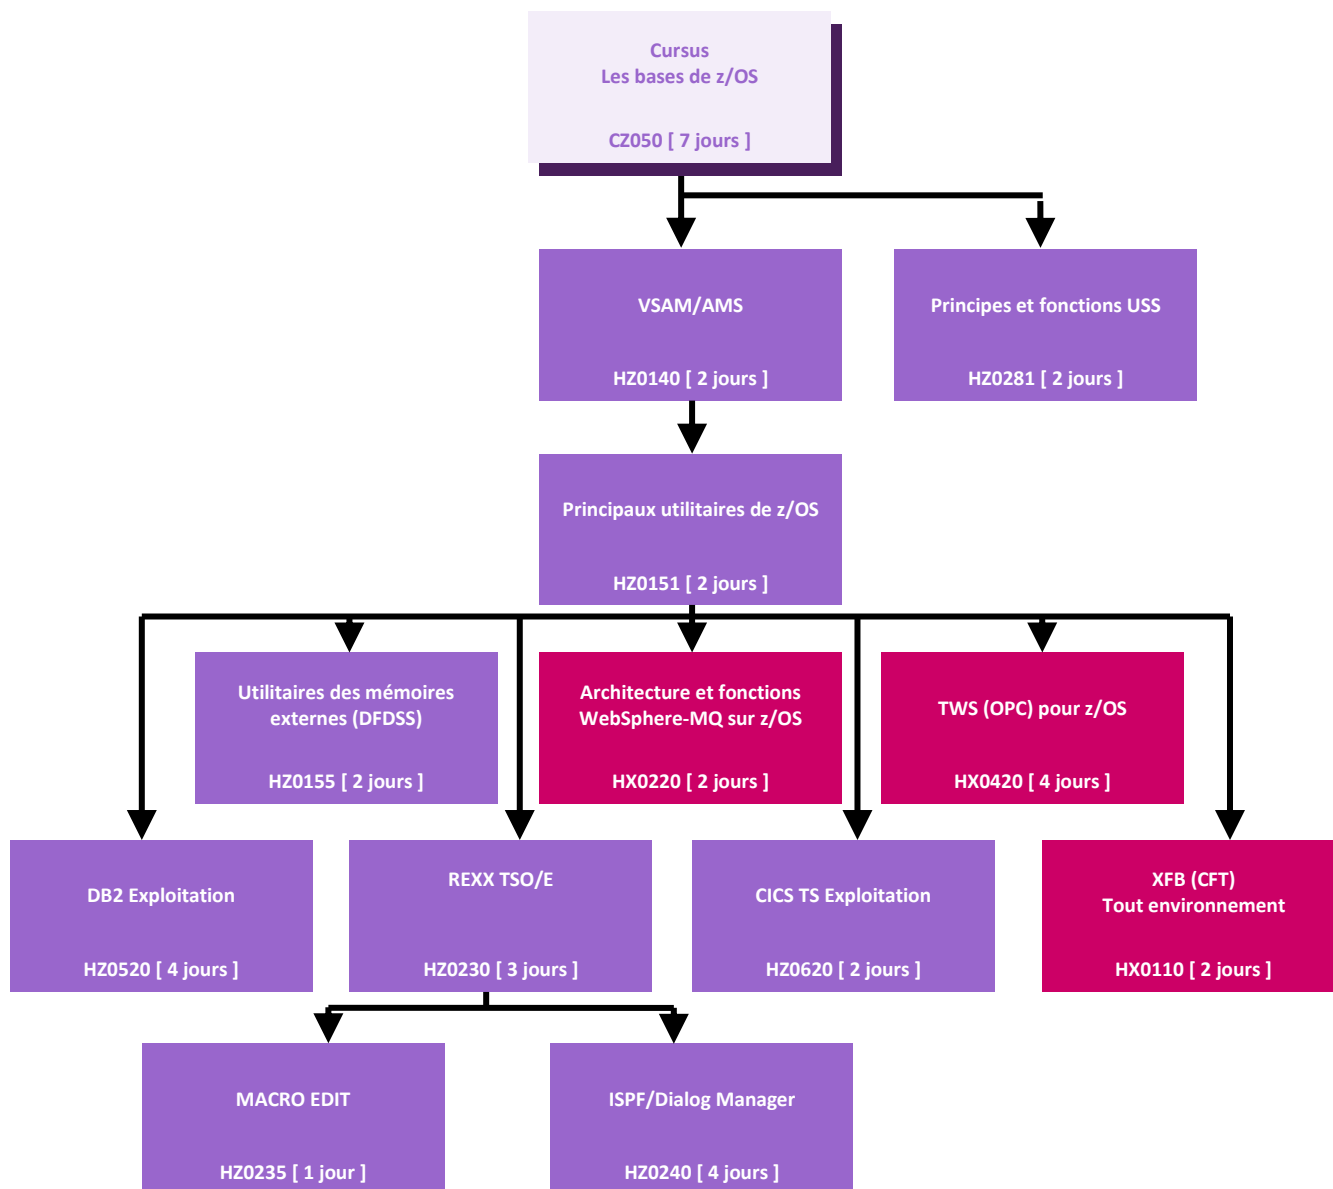 Cursus
Les bases de z/OS
CZ050 [ 7 jours ]
VSAM/AMS
HZ0140 [ 2 jours ]
Principes et fonctions USS
HZ0281 [ 2 jours ]
Principaux utilitaires de z/OS
HZ0151 [ 2 jours ]
Utilitaires des mémoires
externes (DFDSS)
HZ0155 [ 2 jours ]
Architecture et fonctions
WebSphere-MQ sur z/OS
HX0220 [ 2 jours ]
TWS (OPC) pour z/OS
HX0420 [ 4 jours ]
DB2 Exploitation
HZ0520 [ 4 jours ]
REXX TSO/E
HZ0230 [ 3 jours ]
CICS TS Exploitation
HZ0620 [ 2 jours ]
XFB (CFT)
Tout environnement
HX0110 [ 2 jours ]
MACRO EDIT
HZ0235 [ 1 jour ]
ISPF/Dialog Manager
HZ0240 [ 4 jours ]